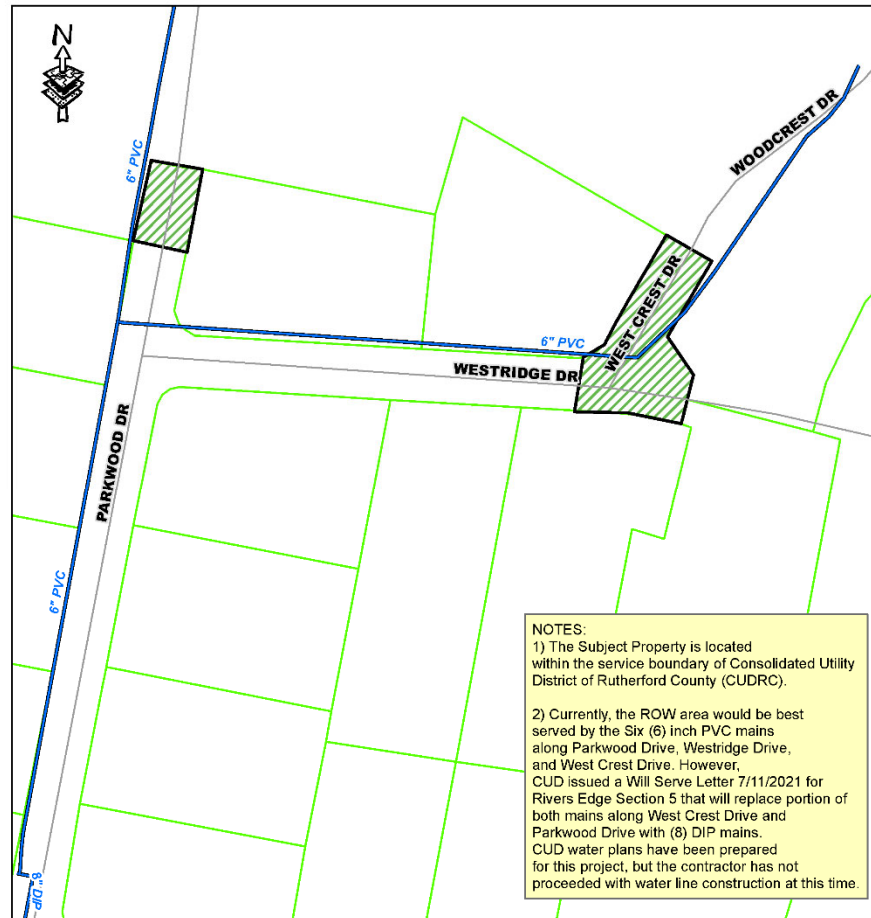 N
6" PVC
WOODCREST DR
WEST CREST DR
6" PVC
WESTRIDGE DR
PARKWOOD DR
6" PVC
8" DIP
NOTES:
1) The Subject Property is located
within the service boundary of Consolidated Utility
District of Rutherford County (CUDRC).
2) Currently, the ROW area would be best
served by the Six (6) inch PVC mains
along Parkwood Drive, Westridge Drive,
and West Crest Drive. However,
CUD issued a Will Serve Letter 7/11/2021 for
Rivers Edge Section 5 that will replace portion of
both mains along West Crest Drive and
Parkwood Drive with (8) DIP mains.
CUD water plans have been prepared
for this project, but the contractor has not
proceeded with water line construction at this time.